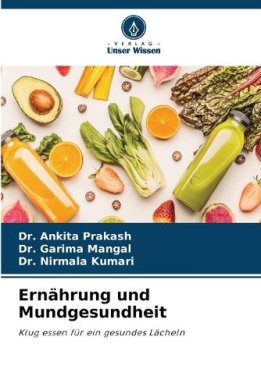 VERLAG
Unser Wissen
Dr. Ankita Prakash
Dr. Garima Mangal
Dr. Nirmala Kumari
Ernährung und
Mundgesundheit
Klug essen für ein gesundes Lächeln